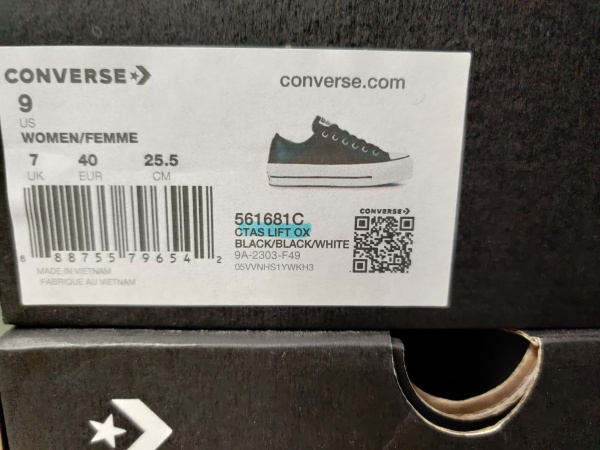 CONVERSE
converse.com
9
US
WOMEN/FEMME
7 40 25.5
UK EUR CM
561681C
CTAS LIFT OX
BLACK/BLACK/WHITE
9A-2303-F49
05VVNHS1YWKH3
CONVERSE
8 88755 79654 2
MADE IN VIETNAM
FABRIQUE AU VIETNAM